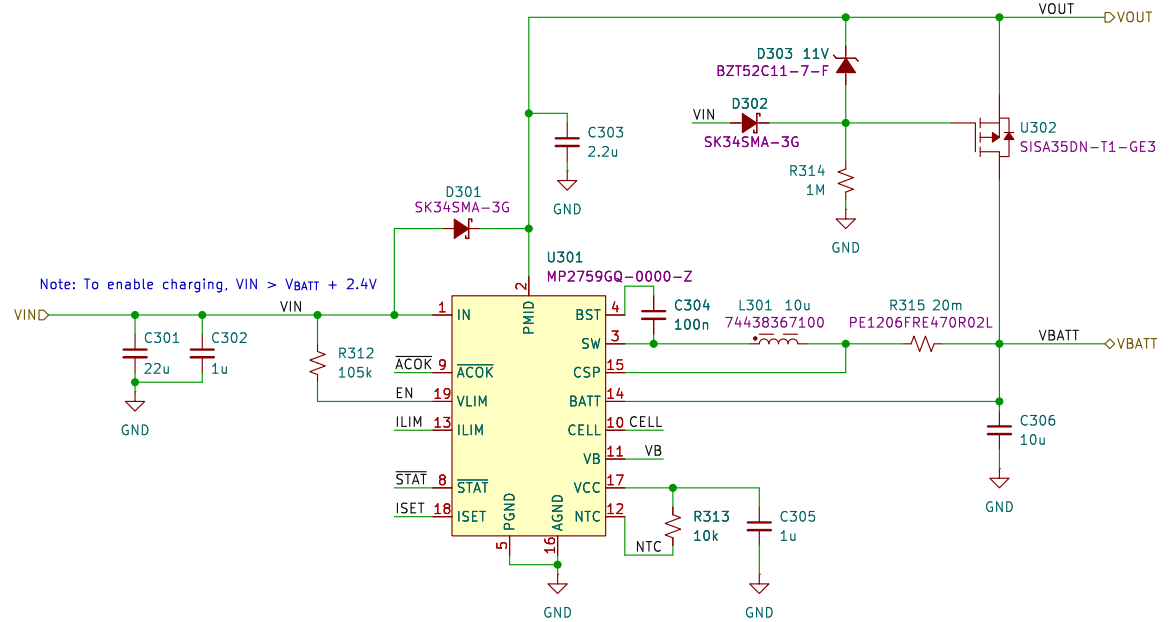 VOUT
VOUT
D303 11V
BZT52C11-7-F
VIN
D302
SK34SMA-3G
U302
SISA35DN-T1-GE3
C303
2.2u
GND
R314
1M
GND
D301
SK34SMA-3G
U301
MP2759GQ-0000-Z
Note: To enable charging, VIN > VBATT + 2.4V
VIN
VIN
C301
22u
C302
1u
GND
R312
105k
1
IN
2
PMID
ACOK
9
ACOK
EN
19
VLIM
ILIM
13
ILIM
STAT
8
STAT
ISET
18
ISET
5
PGND
16
AGND
GND
BST
4
C304
100n
SW
3
L301 10u
74438367100
R315 20m
PE1206FRE470R02L
VBATT
VBATT
CSP
15
BATT
14
CELL
10
CELL
VB
11
VB
VCC
17
NTC
12
NTC
R313
10k
C305
1u
GND
C306
10u
GND